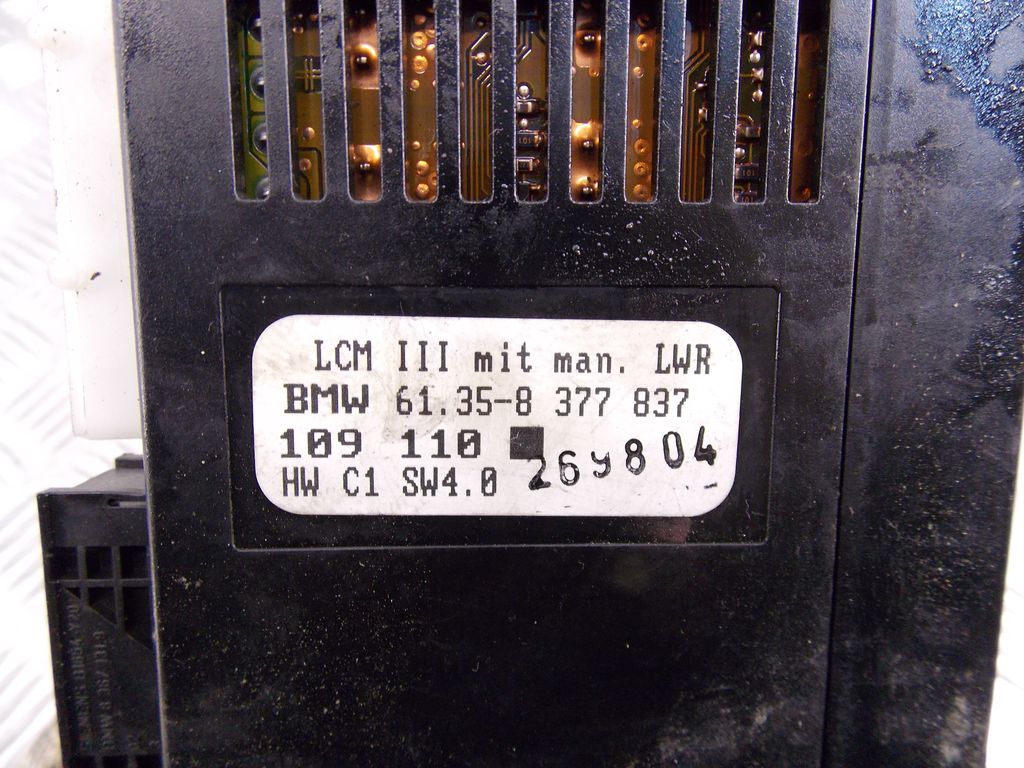 LCM III mit man. LWR
BMW 61.35-8 377 837
109 110 ■
269804
HW C1 SW4.0